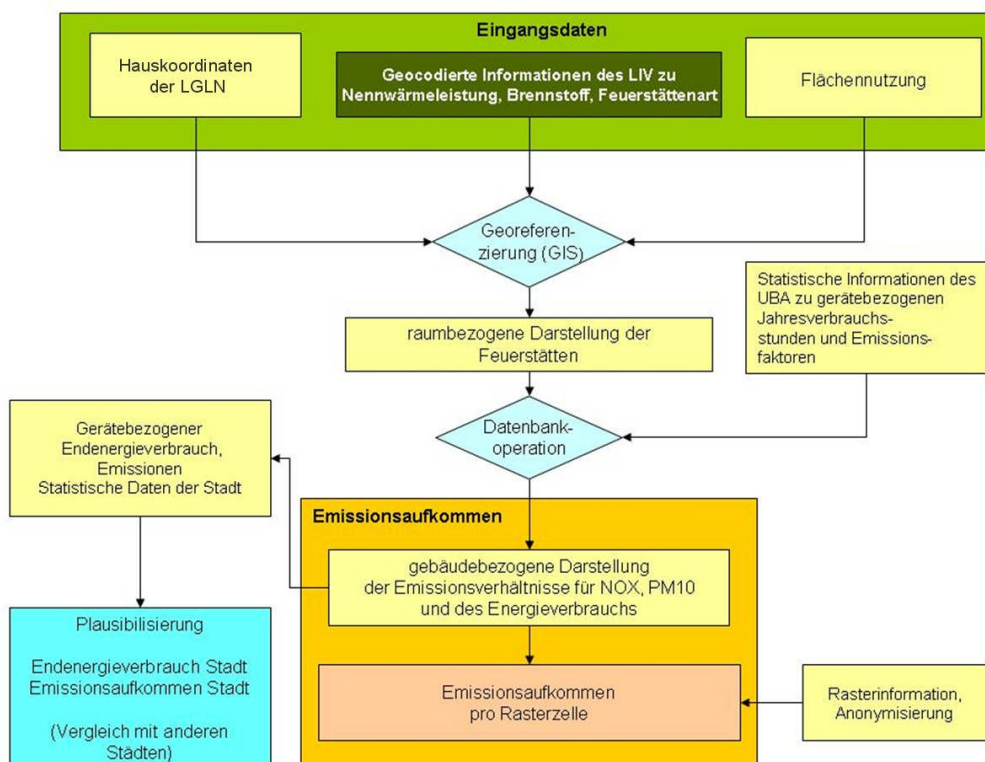 Eingangsdaten
Hauskoordinaten
der LGLN
Geocodierte Informationen des LIV zu
Nennwärmeleistung, Brennstoff, Feuerstättenart
Flächennutzung
Georeferen-
zierung (GIS)
Statistische Informationen des
UBA zu gerätebezogenen
Jahresverbrauchs-
stunden und Emissions-
faktoren
raumbezogene Darstellung der
Feuerstätten
Datenbank-
operation
Gerätebezogener
Endenergieverbrauch,
Emissionen
Statistische Daten der Stadt
Emissionsaufkommen
gebäudebezogene Darstellung
der Emissionsverhältnisse für NOX, PM10
und des Energieverbrauchs
Plausibilisierung
Endenergieverbrauch Stadt
Emissionsaufkommen Stadt
(Vergleich mit anderen
Städten)
Emissionsaufkommen
pro Rasterzelle
Rasterinformation,
Anonymisierung